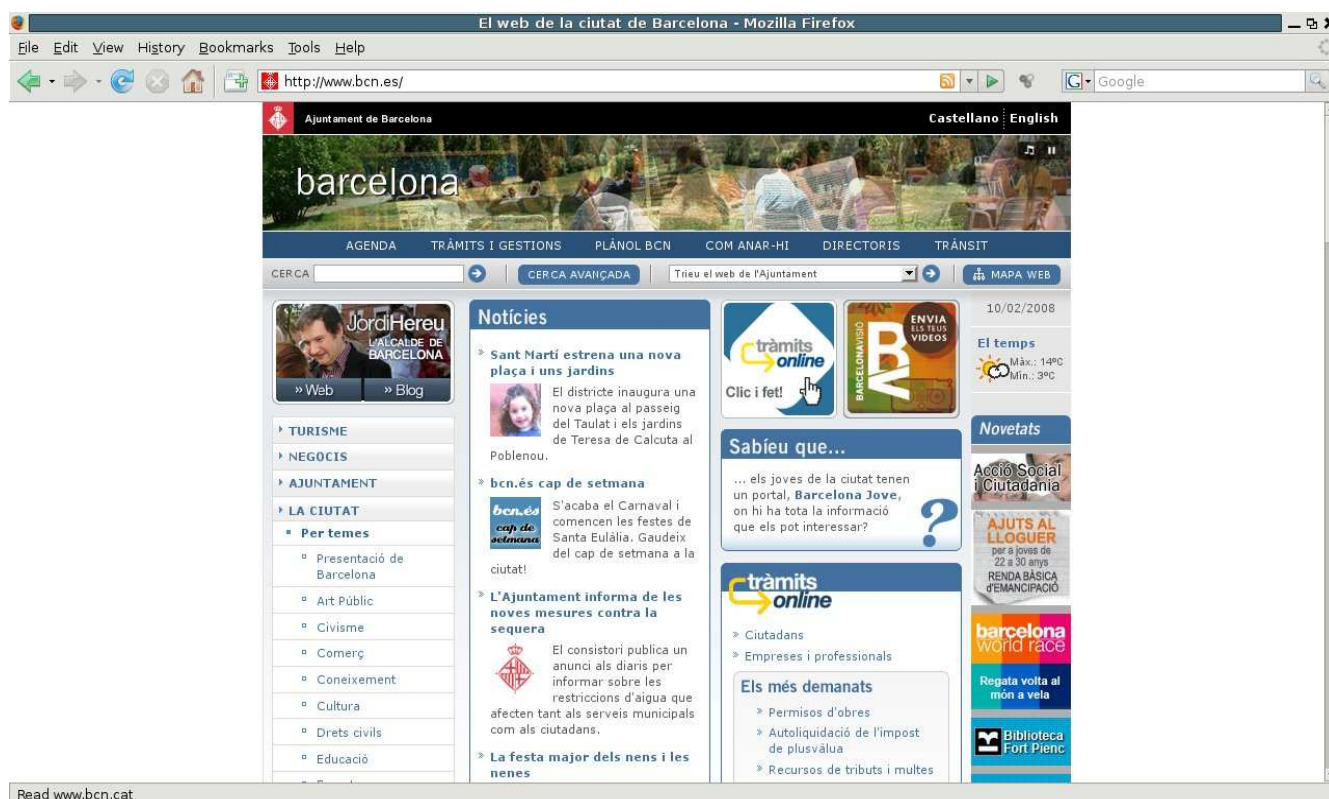 El web de la ciutat de Barcelona - Mozilla Firefox
File Edit View History Bookmarks Tools Help
http://www.bcn.es/
G Google
Ajuntament de Barcelona
Castellano English
barcelona
AGENDA TRÀMITS I GESTIONS PLÀNOL BCN COM ANAR-HI DIRECTORIS TRÀNSIT
CERCA CERCA AVANÇADA Trieu el web de l'Ajuntament MAPA WEB
JordiHereu
L'ALCALDE DE
BARCELONA
» Web » Blog
TURISME
NEGOCIS
AJUNTAMENT
LA CIUTAT
Per temes
Presentació de
Barcelona
Art Públic
Civisme
Comerç
Coneixement
Cultura
Drets civils
Educació
Notícies
» Sant Martí estrena una nova
plaça i uns jardins
El districte inaugura una
nova plaça al passeig
del Taulat i els jardins
de Teresa de Calcuta al
Poblenou.
» bcn.és cap de setmana
bcn.és
cap de
setmana
S'acaba el Carnaval i
comencen les festes de
Santa Eulàlia. Gaudeix
del cap de setmana a la
ciutat!
» L'Ajuntament informa de les
noves mesures contra la
sequera
El consistori publica un
anunci als diaris per
informar sobre les
restriccions d'aigua que
afecten tant als serveis municipals
com als ciutadans.
» La festa major dels nens i les
nenes
tràmits
online
Clic i fet!
BARCELONAVISIÓ
BV
ENVIA
ELS TEUS
VIDEOS
Sabíeu que...
... els joves de la ciutat tenen
un portal, Barcelona Jove,
on hi ha tota la informació
que els pot interessar?
?
tràmits
online
» Ciutadans
» Empreses i professionals
Els més demanats
» Permisos d'obres
» Autoliquidació de l'impost
de plusvàlua
» Recursos de tributs i multes
10/02/2008
El temps
Màx.: 14ºC
Mín.: 3ºC
Novetats
Acció Social
i Ciutadania
AJUTS AL
LLOGUER
per a joves de
22 a 30 anys
RENDA BÀSICA
d'EMANCIPACIÓ
barcelona
world race
Regata volta al
món a vela
Biblioteca
Fort Pienc
Read www.bcn.cat